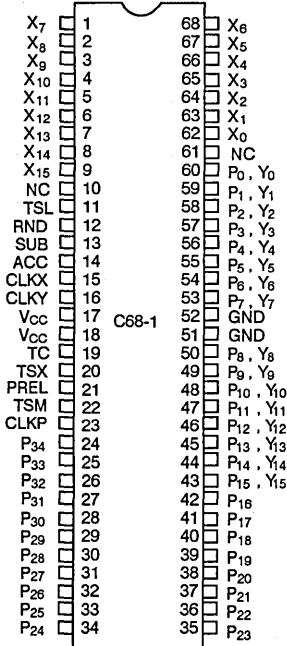 X₇ 1 68 X₆
X₈ 2 67 X₅
X₉ 3 66 X₄
X₁₀ 4 65 X₃
X₁₁ 5 64 X₂
X₁₂ 6 63 X₁
X₁₃ 7 62 X₀
X₁₄ 8 61 NC
X₁₅ 9 60 P₀ , Y₀
NC 10 59 P₁ , Y₁
TSL 11 58 P₂ , Y₂
RND 12 57 P₃ , Y₃
SUB 13 56 P₄ , Y₄
ACC 14 55 P₅ , Y₅
CLKX 15 54 P₆ , Y₆
CLKY 16 53 P₇ , Y₇
VCC 17 C68-1 52 GND
VCC 18 51 GND
TC 19 50 P₈ , Y₈
TSX 20 49 P₉ , Y₉
PREL 21 48 P₁₀ , Y₁₀
TSM 22 47 P₁₁ , Y₁₁
CLKP 23 46 P₁₂ , Y₁₂
P₃₄ 24 45 P₁₃ , Y₁₃
P₃₃ 25 44 P₁₄ , Y₁₄
P₃₂ 26 43 P₁₅ , Y₁₅
P₃₁ 27 42 P₁₆
P₃₀ 28 41 P₁₇
P₂₉ 29 40 P₁₈
P₂₈ 30 39 P₁₉
P₂₇ 31 38 P₂₀
P₂₆ 32 37 P₂₁
P₂₅ 33 36 P₂₂
P₂₄ 34 35 P₂₃